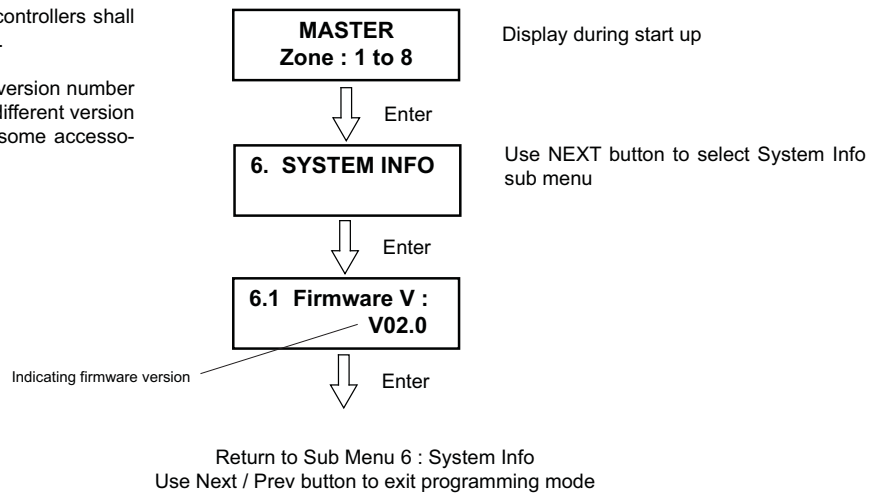 controllers shall
.
version number
different version
some accesso-
MASTER
Zone : 1 to 8
Display during start up
Enter
6. SYSTEM INFO
Use NEXT button to select System Info
sub menu
Enter
6.1 Firmware V :
V02.0
Indicating firmware version
Enter
Return to Sub Menu 6 : System Info
Use Next / Prev button to exit programming mode